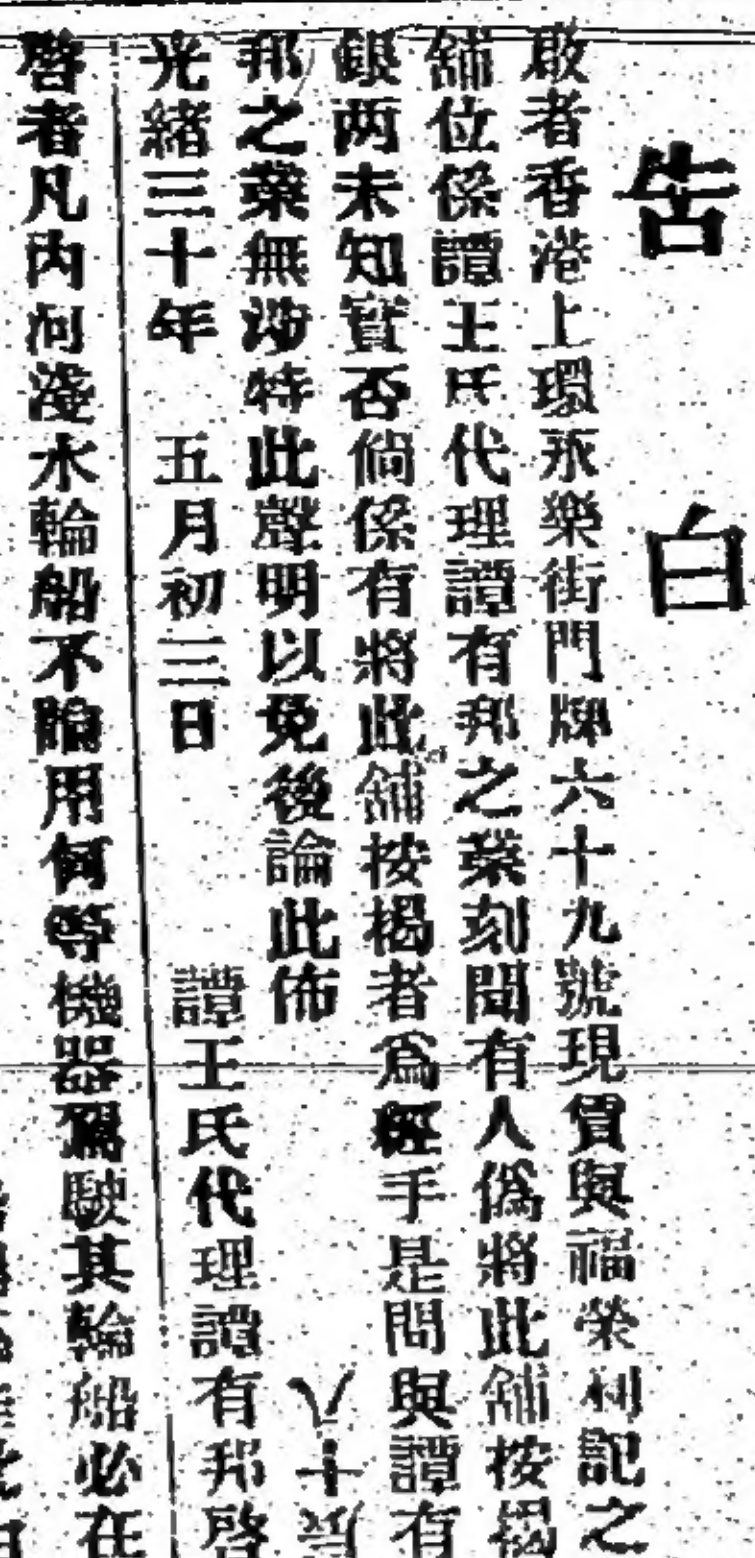 告白
啟者香港上環永樂街門牌六十九號現賃與福榮利記之
舖位係譚王氏代理譚有邦之業刻聞有人偽將此舖按揭
銀两未知實否倘係有將此舖按揭者爲經手是問與譚有
邦之業無涉特此聲明以免後論此佈
八十
光緒三十年 五月初三日 譚王氏代理譚有邦啓
啓者凡内河淺水輪船不論用何等機器駕駛其輪船必在